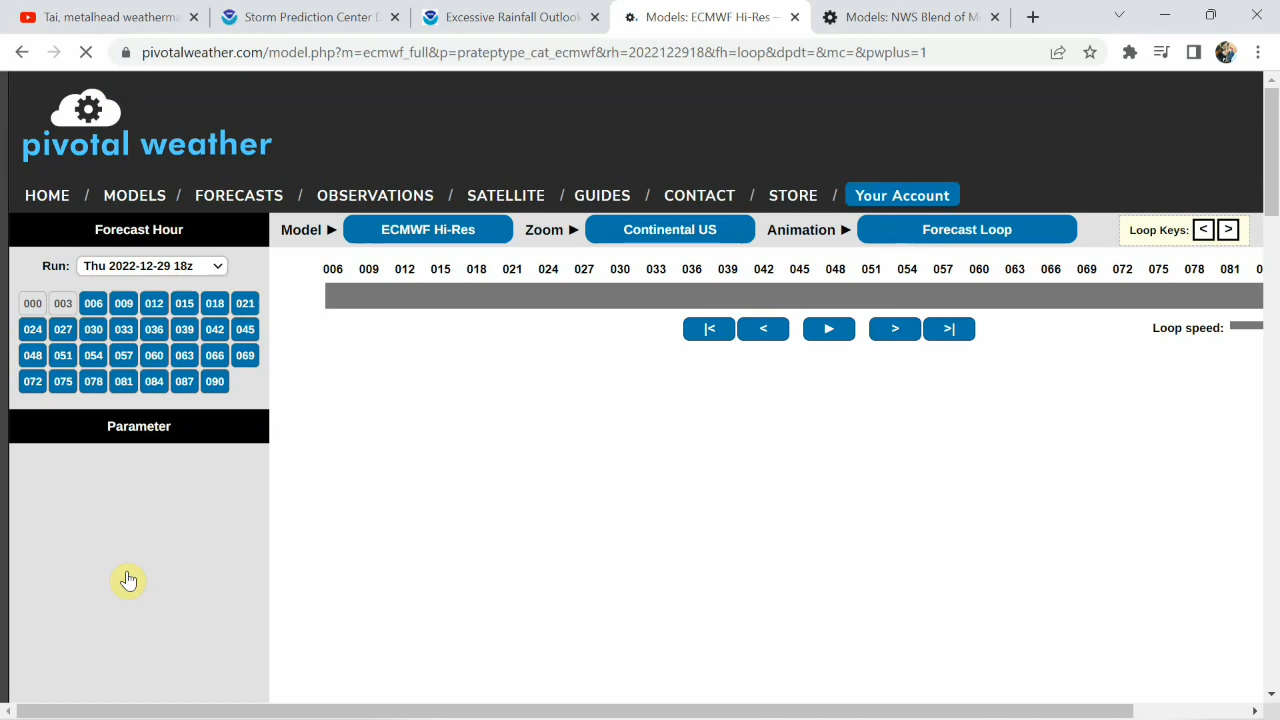 Tai, metalhead weatherma
Storm Prediction Center D
Excessive Rainfall Outlook
Models: ECMWF Hi-Res —
Models: NWS Blend of M
pivotalweather.com/model.php?m=ecmwf_full&p=prateptype_cat_ecmwf&rh=2022122918&fh=loop&dpdt=&mc=&pwplus=1
pivotal weather
HOME / MODELS / FORECASTS / OBSERVATIONS / SATELLITE / GUIDES / CONTACT / STORE / Your Account
Forecast Hour
Model ▶ ECMWF Hi-Res Zoom ▶ Continental US Animation ▶ Forecast Loop Loop Keys: < >
Run: Thu 2022-12-29 18z
006 009 012 015 018 021 024 027 030 033 036 039 042 045 048 051 054 057 060 063 066 069 072 075 078 081 0
000 003 006 009 012 015 018 021
024 027 030 033 036 039 042 045
|< < ▶ > >| Loop speed:
048 051 054 057 060 063 066 069
072 075 078 081 084 087 090
Parameter